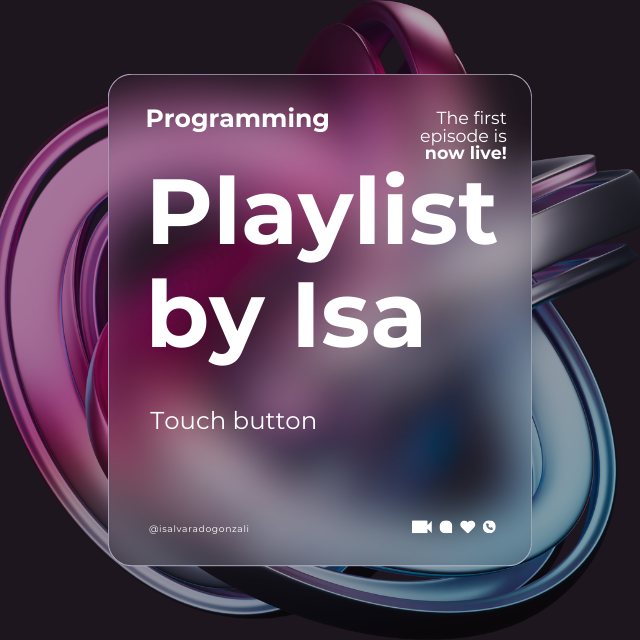 Programming
The first
episode is
now live!
Playlist
by Isa
Touch button
@isalvaradogonzali